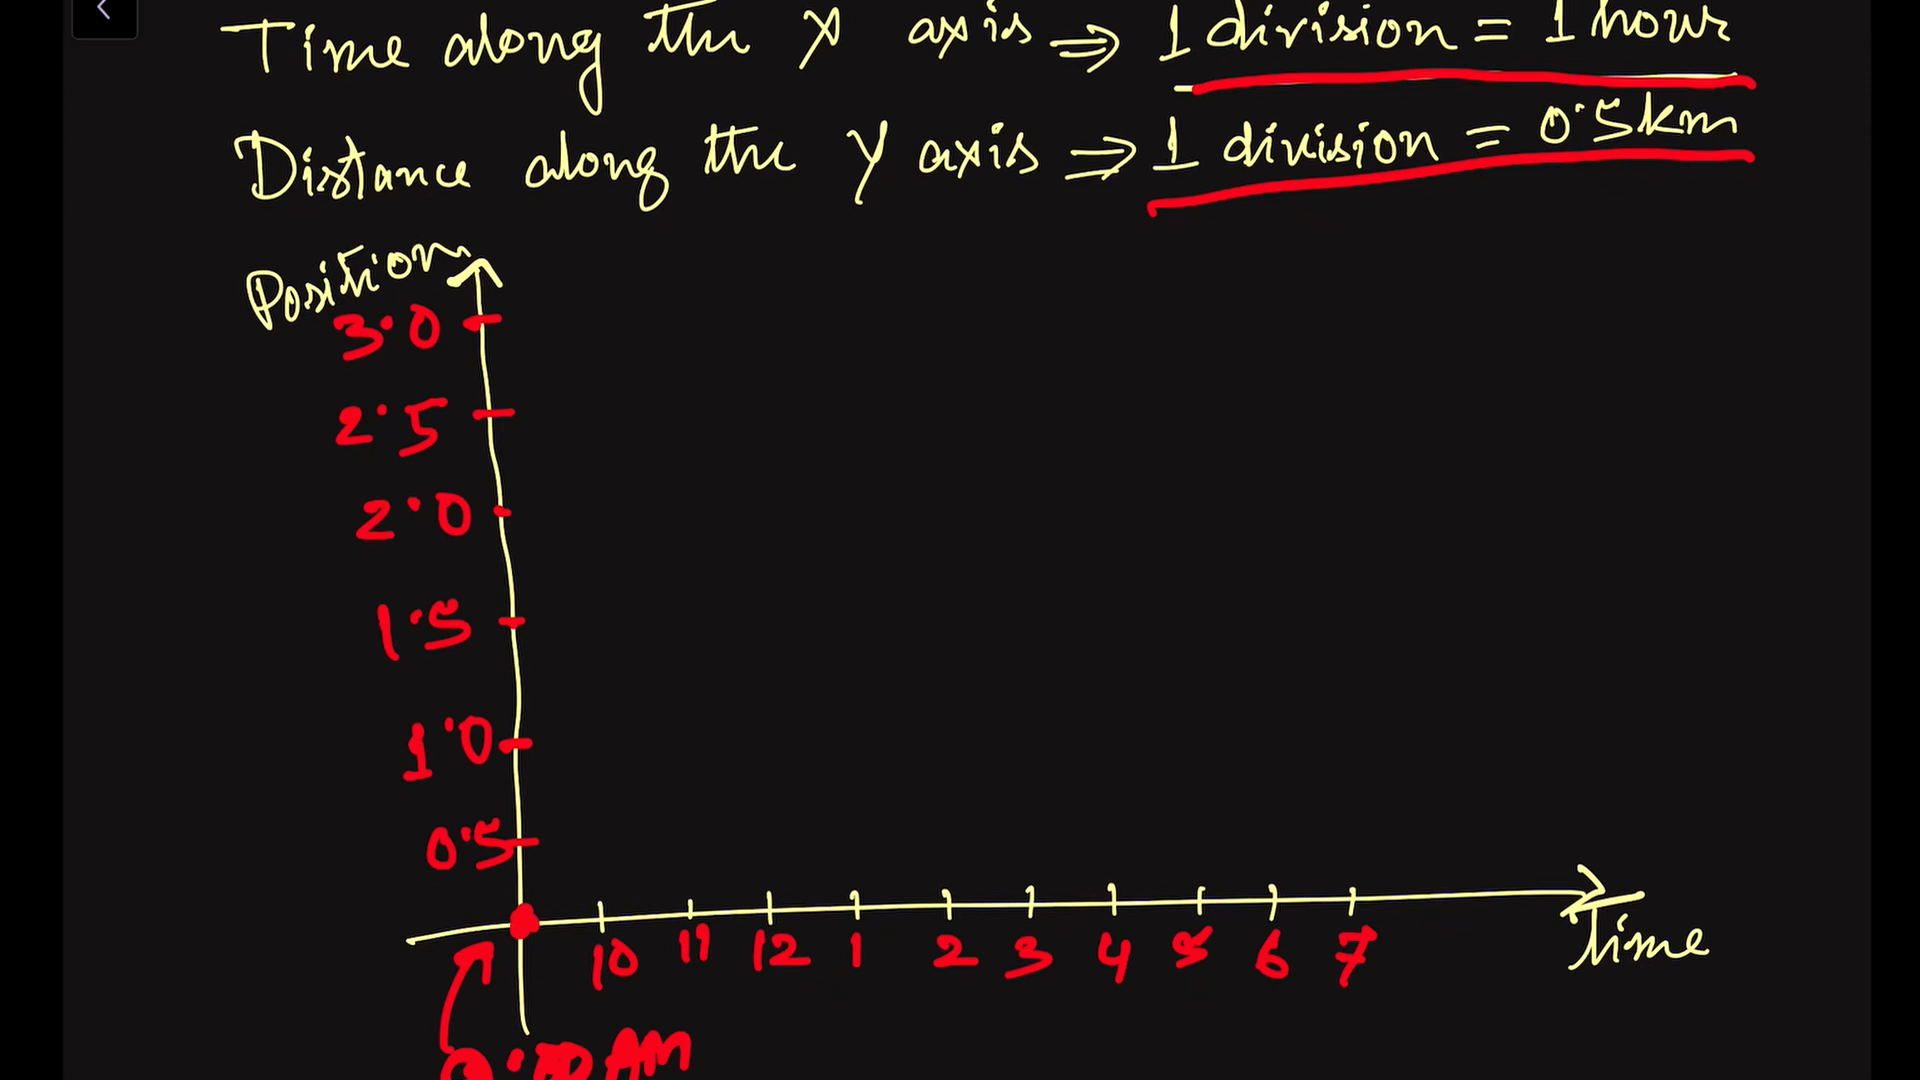 Time along the X axis ⇒ 1 division = 1 hour
Distance along the Y axis ⇒ 1 division = 0.5km
Position
3.0
2.5
2.0
1.5
1.0
0.5
10 11 12 1 2 3 4 5 6 7
Time
AM